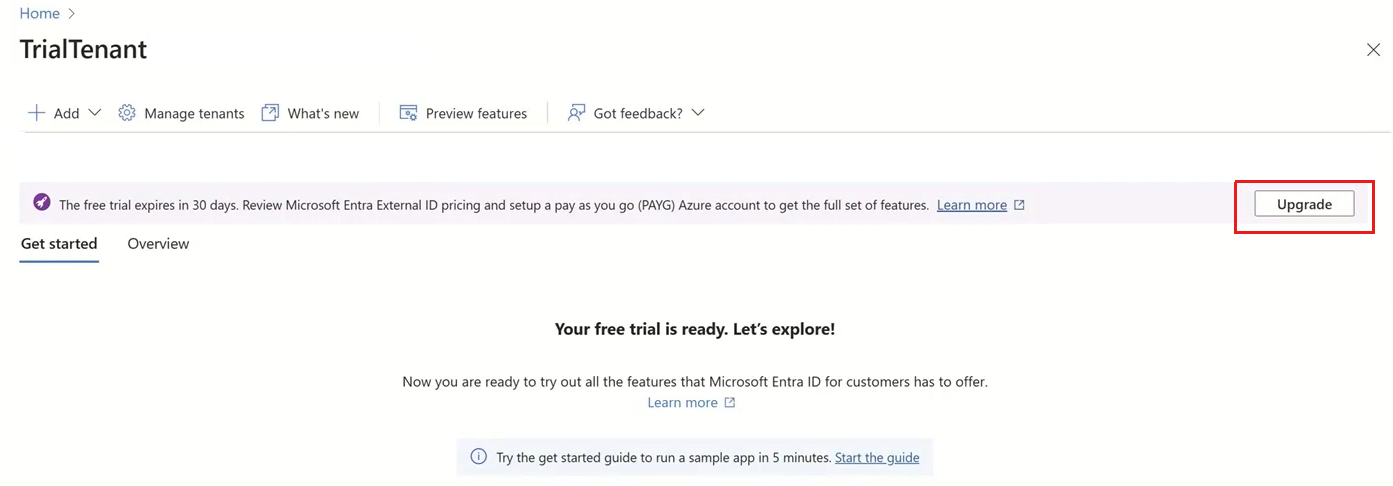 Home
TrialTenant
Add Manage tenants What's new Preview features Got feedback?
The free trial expires in 30 days. Review Microsoft Entra External ID pricing and setup a pay as you go (PAYG) Azure account to get the full set of features. Learn more Upgrade
Get started Overview
Your free trial is ready. Let's explore!
Now you are ready to try out all the features that Microsoft Entra ID for customers has to offer.
Learn more
Try the get started guide to run a sample app in 5 minutes. Start the guide